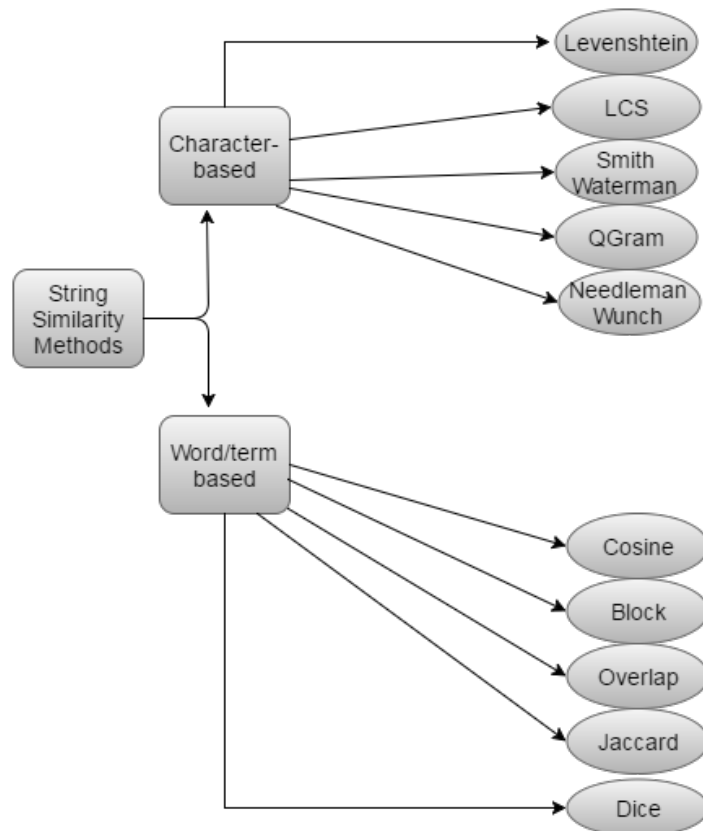 Levenshtein
LCS
Character-
based
Smith
Waterman
QGram
String
Similarity
Methods
Needleman
Wunch
Word/term
based
Cosine
Block
Overlap
Jaccard
Dice